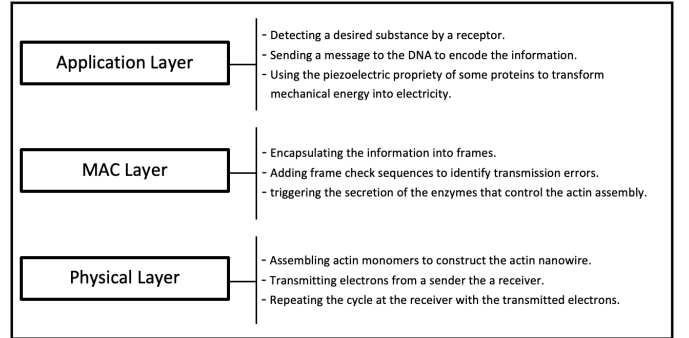 Application Layer
- Detecting a desired substance by a receptor.
- Sending a message to the DNA to encode the information.
- Using the piezoelectric propriety of some proteins to transform
mechanical energy into electricity.
MAC Layer
- Encapsulating the information into frames.
- Adding frame check sequences to identify transmission errors.
- triggering the secretion of the enzymes that control the actin assembly.
Physical Layer
- Assembling actin monomers to construct the actin nanowire.
- Transmitting electrons from a sender the a receiver.
- Repeating the cycle at the receiver with the transmitted electrons.